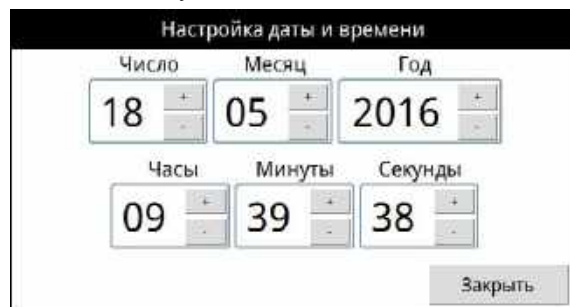 Настройка даты и времени
Число Месяц Год
+ + +
18 05 2016
- - -
Часы Минуты Секунды
+ + +
09 39 38
- - -
Закрыть